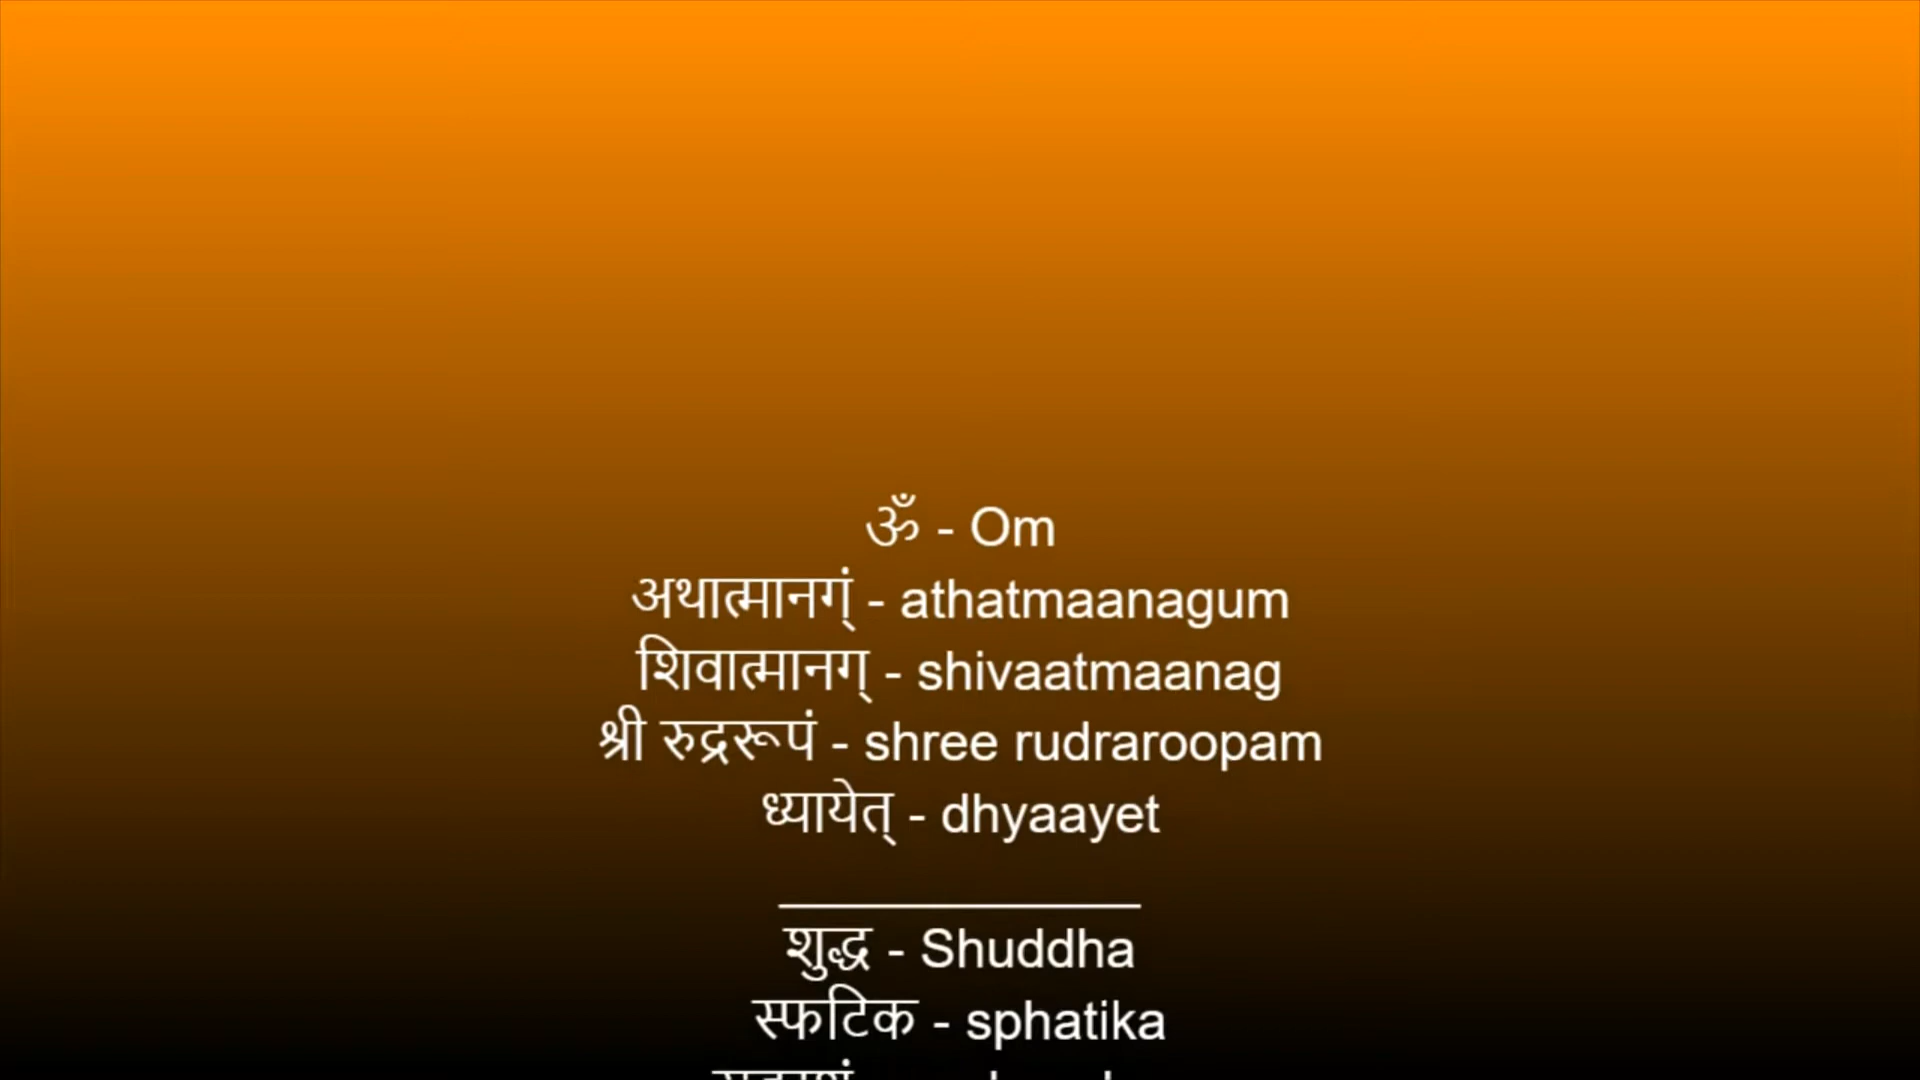 ॐ - Om
अथात्मानग्ं - athatmaanagum
शिवात्मानग् - shivaatmaanag
श्री रुद्ररूपं - shree rudraroopam
ध्यायेत् - dhyaayet
शुद्ध - Shuddha
स्फटिक - sphatika